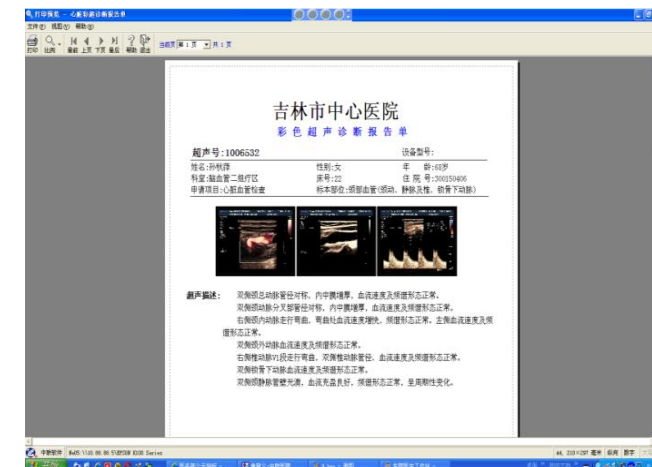 打印预览 - 心脏彩超诊断报告单
文件(F) 视图(V) 帮助(H)
打印 比例 最前 上页 下页 最后 帮助 退出 当前页 第 1 页 共 1 页
吉林市中心医院
彩色超声诊断报告单
超声号:1006532 设备型号:
性别:女 年 龄:68岁
科室:脑血管二组疗区 床号:22 住 院 号:300150406
申请项目:心脏血管检查 标本部位:颈部血管(颈动、静脉及椎、锁骨下动脉)
超声描述: 双侧颈总动脉管径对称,内中膜增厚,血流速度及频谱形态正常。
双侧颈动脉分叉部管径对称,内中膜增厚,血流速度及频谱形态正常。
右侧颈内动脉走行弯曲,弯曲处血流速度增快,频谱形态正常,左侧血流速度及频
谱形态正常。
双侧颈外动脉血流速度及频谱形态正常。
右侧椎动脉V1段走行弯曲,双侧椎动脉管径、血流速度及频谱形态正常。
双侧锁骨下动脉血流速度及频谱形态正常。
双侧颈静脉管壁光滑,血流充盈良好,频谱形态正常,呈周期性变化。
A4, 210×297 毫米 纵向 数字